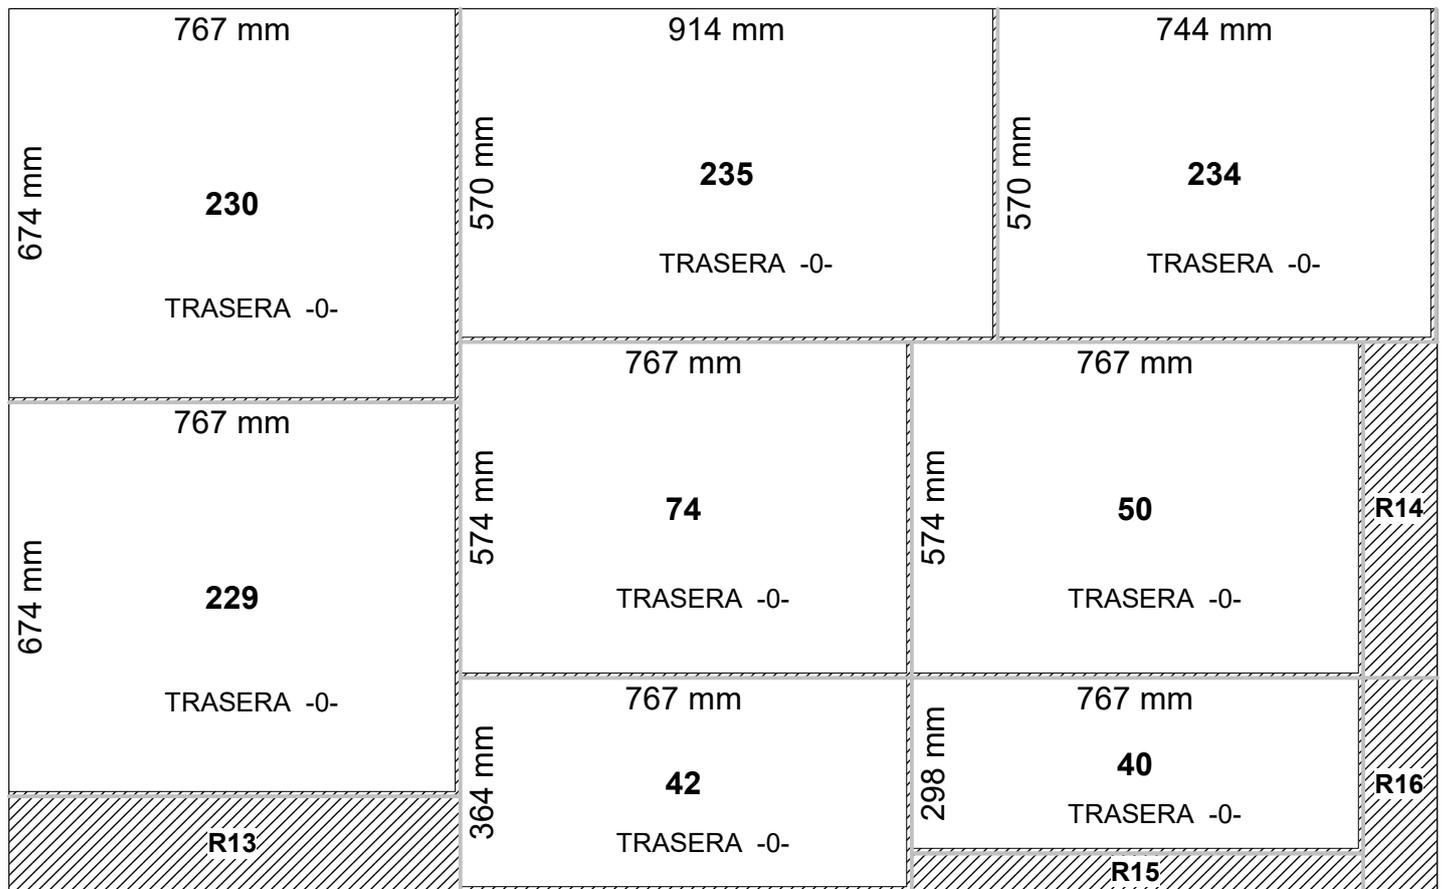 767 mm
674 mm
230
TRASERA -0-
914 mm
570 mm
235
TRASERA -0-
744 mm
570 mm
234
TRASERA -0-
767 mm
674 mm
229
TRASERA -0-
767 mm
574 mm
74
TRASERA -0-
767 mm
574 mm
50
TRASERA -0-
R14
767 mm
364 mm
42
TRASERA -0-
767 mm
298 mm
40
TRASERA -0-
R16
R13
R15